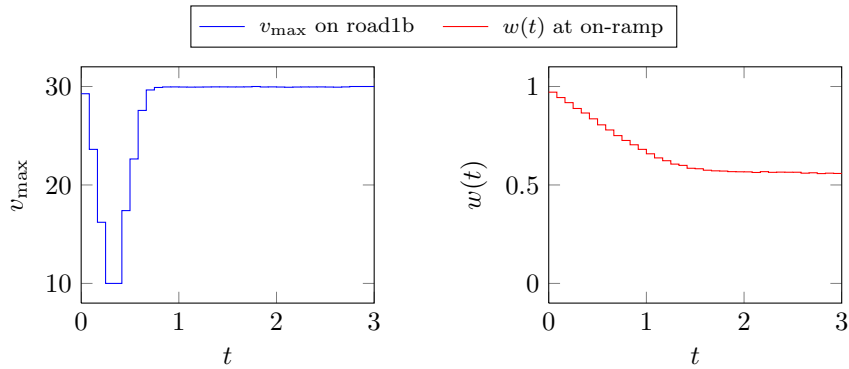 v_max on road1b   w(t) at on-ramp
30
20
10
v_max
0 1 2 3
t
1
0.5
0
w(t)
0 1 2 3
t